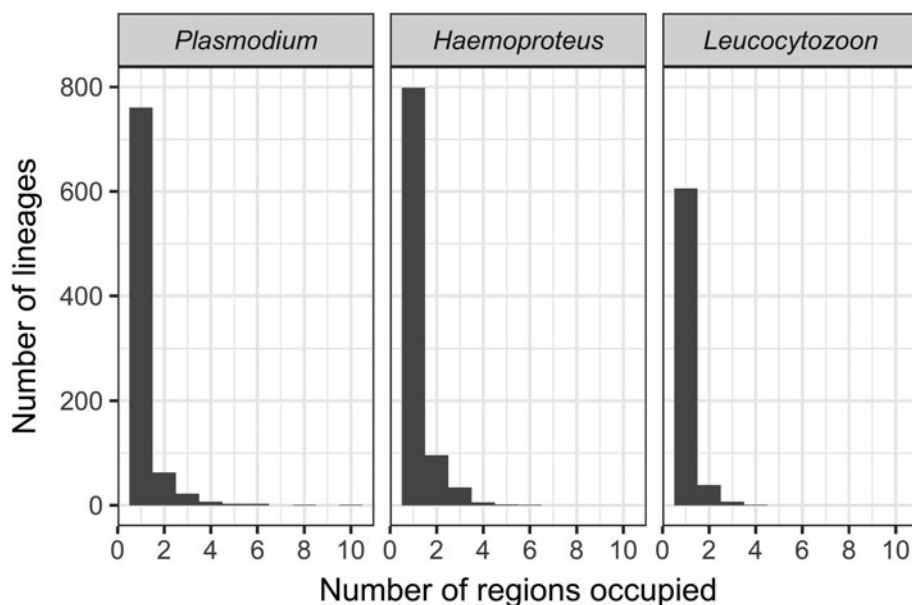 Plasmodium Haemoproteus Leucocytozoon
800
600
400
200
0
0 2 4 6 8 10 0 2 4 6 8 10 0 2 4 6 8 10
Number of lineages
Number of regions occupied